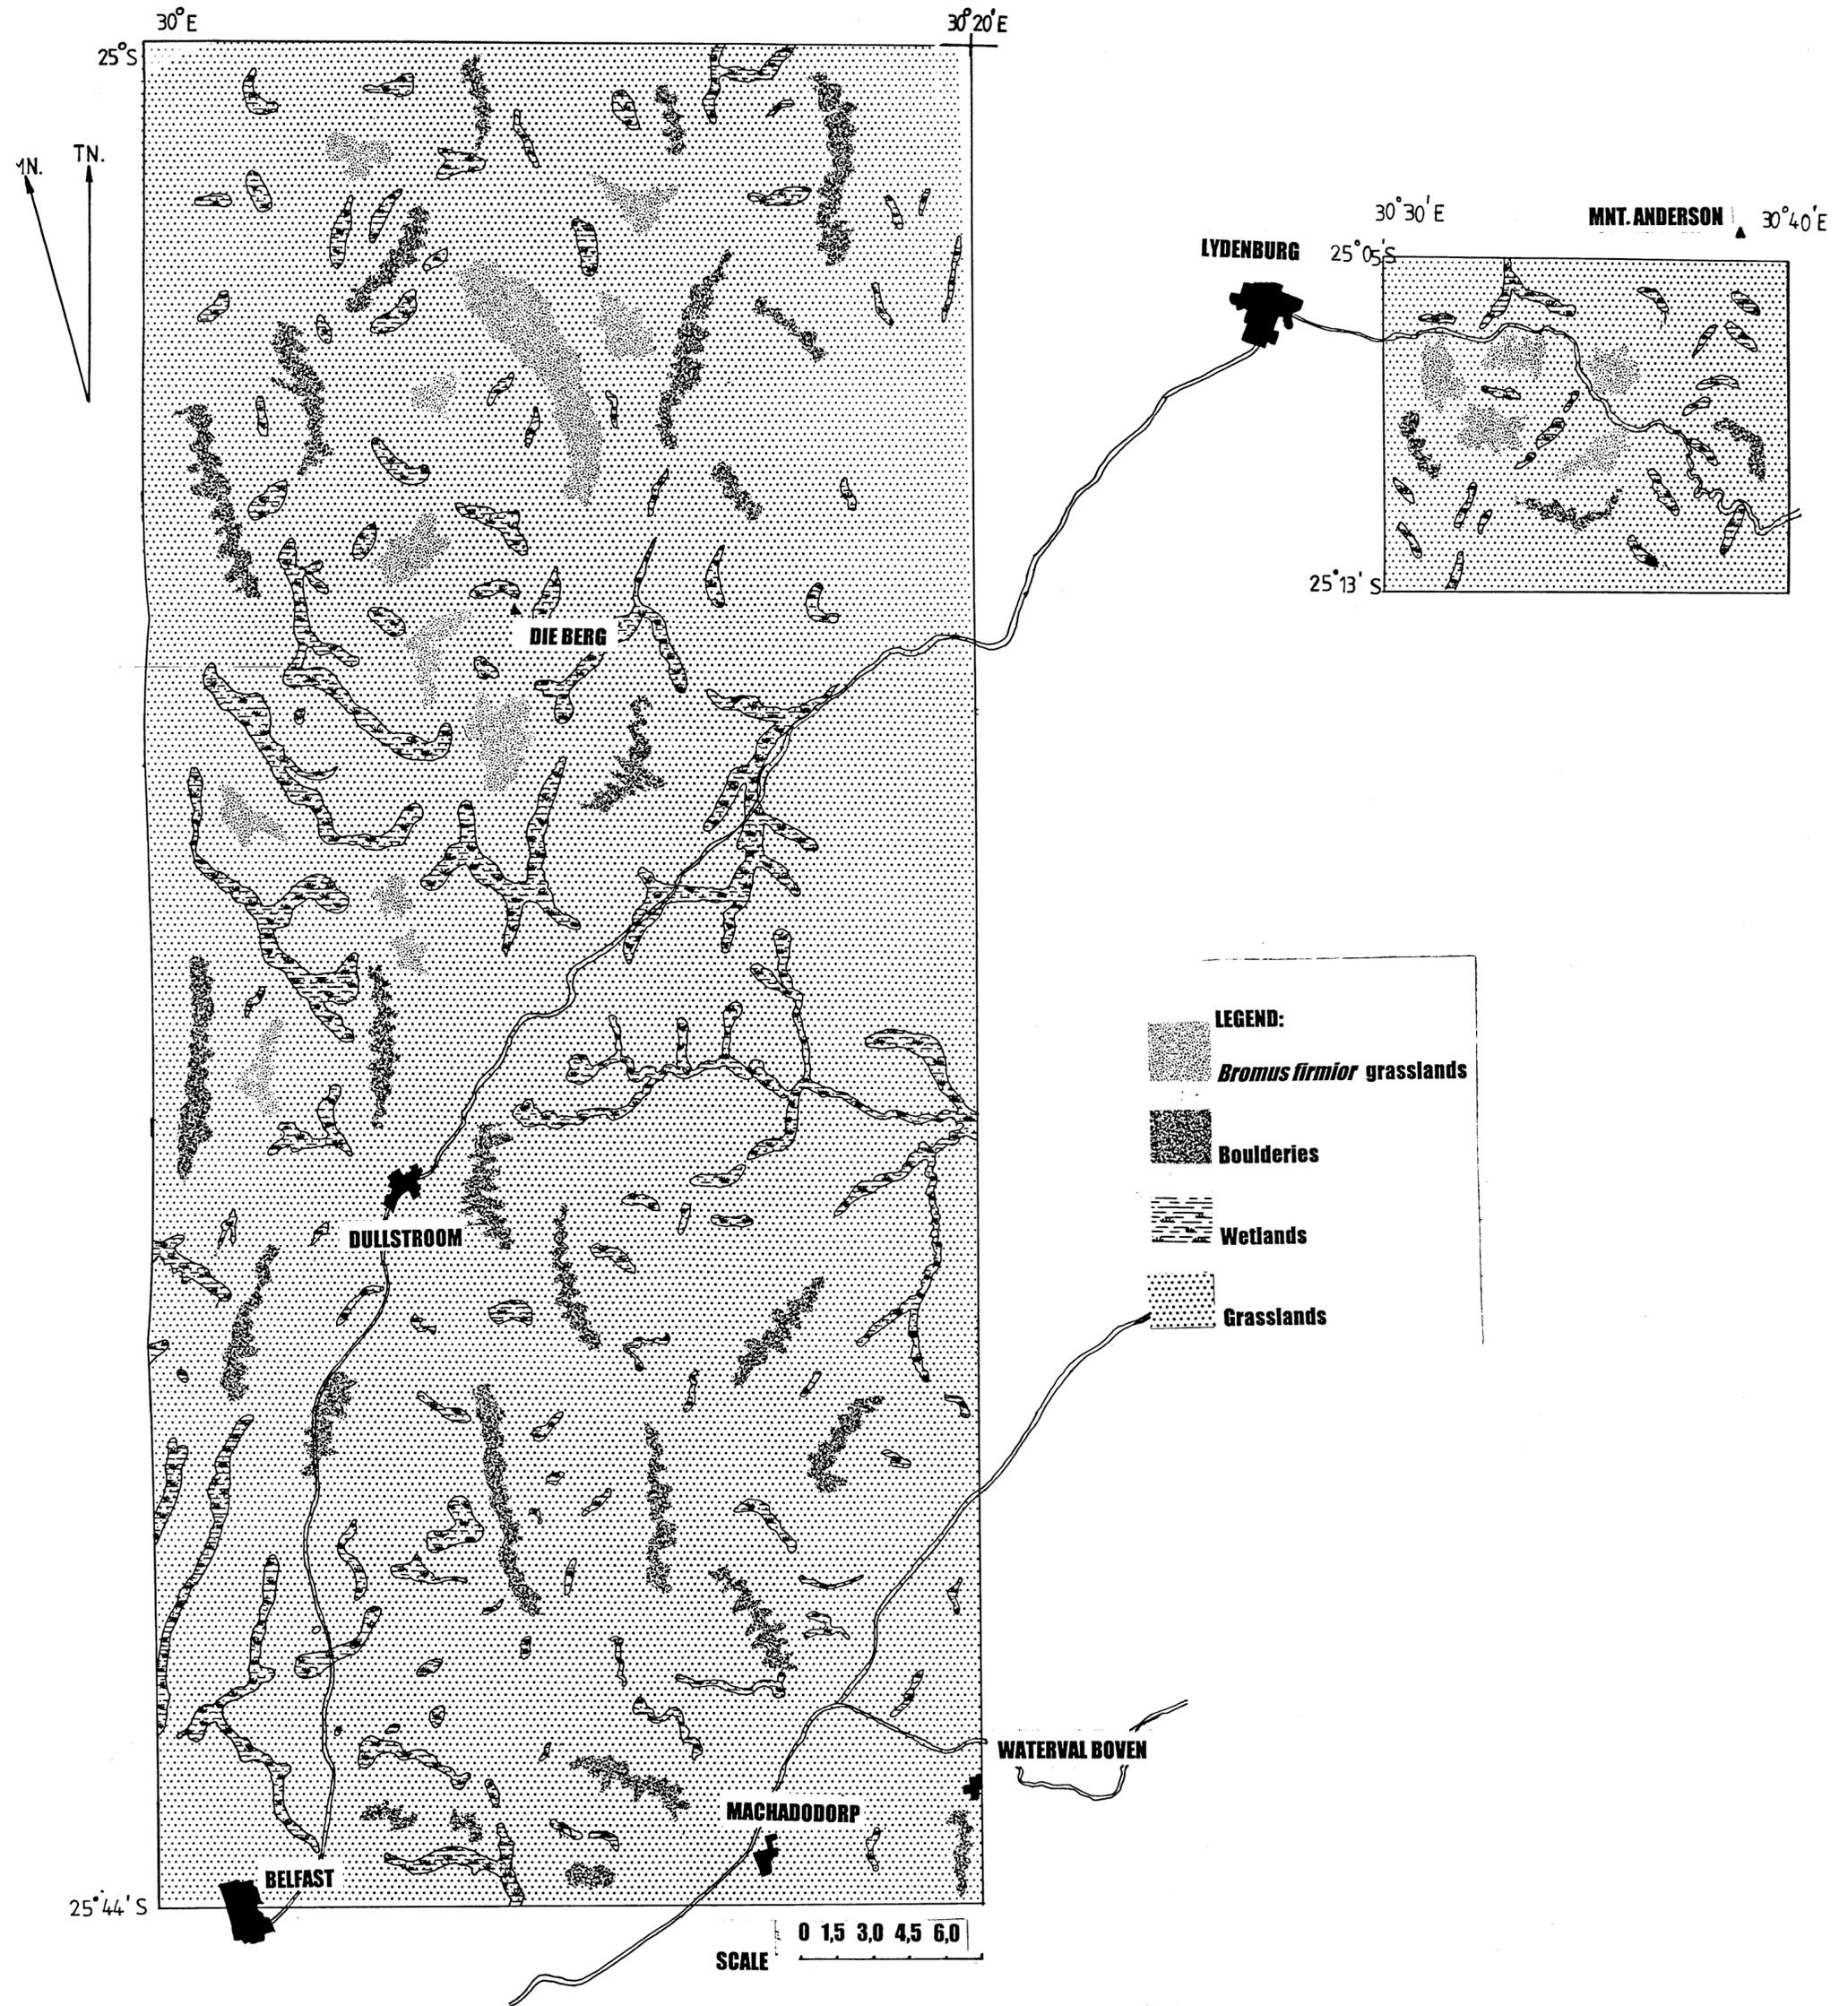 30°E
30°20'E
25°S
TN.
30°30'E
MNT. ANDERSON
30°40'E
LYDENBURG
25°05'S
25°13' S
DIE BERG
LEGEND:
Bromus firmior grasslands
Boulderies
Wetlands
Grasslands
DULLSTROOM
WATERVAL BOVEN
MACHADODORP
BELFAST
25°44'S
0 1,5 3,0 4,5 6,0
SCALE